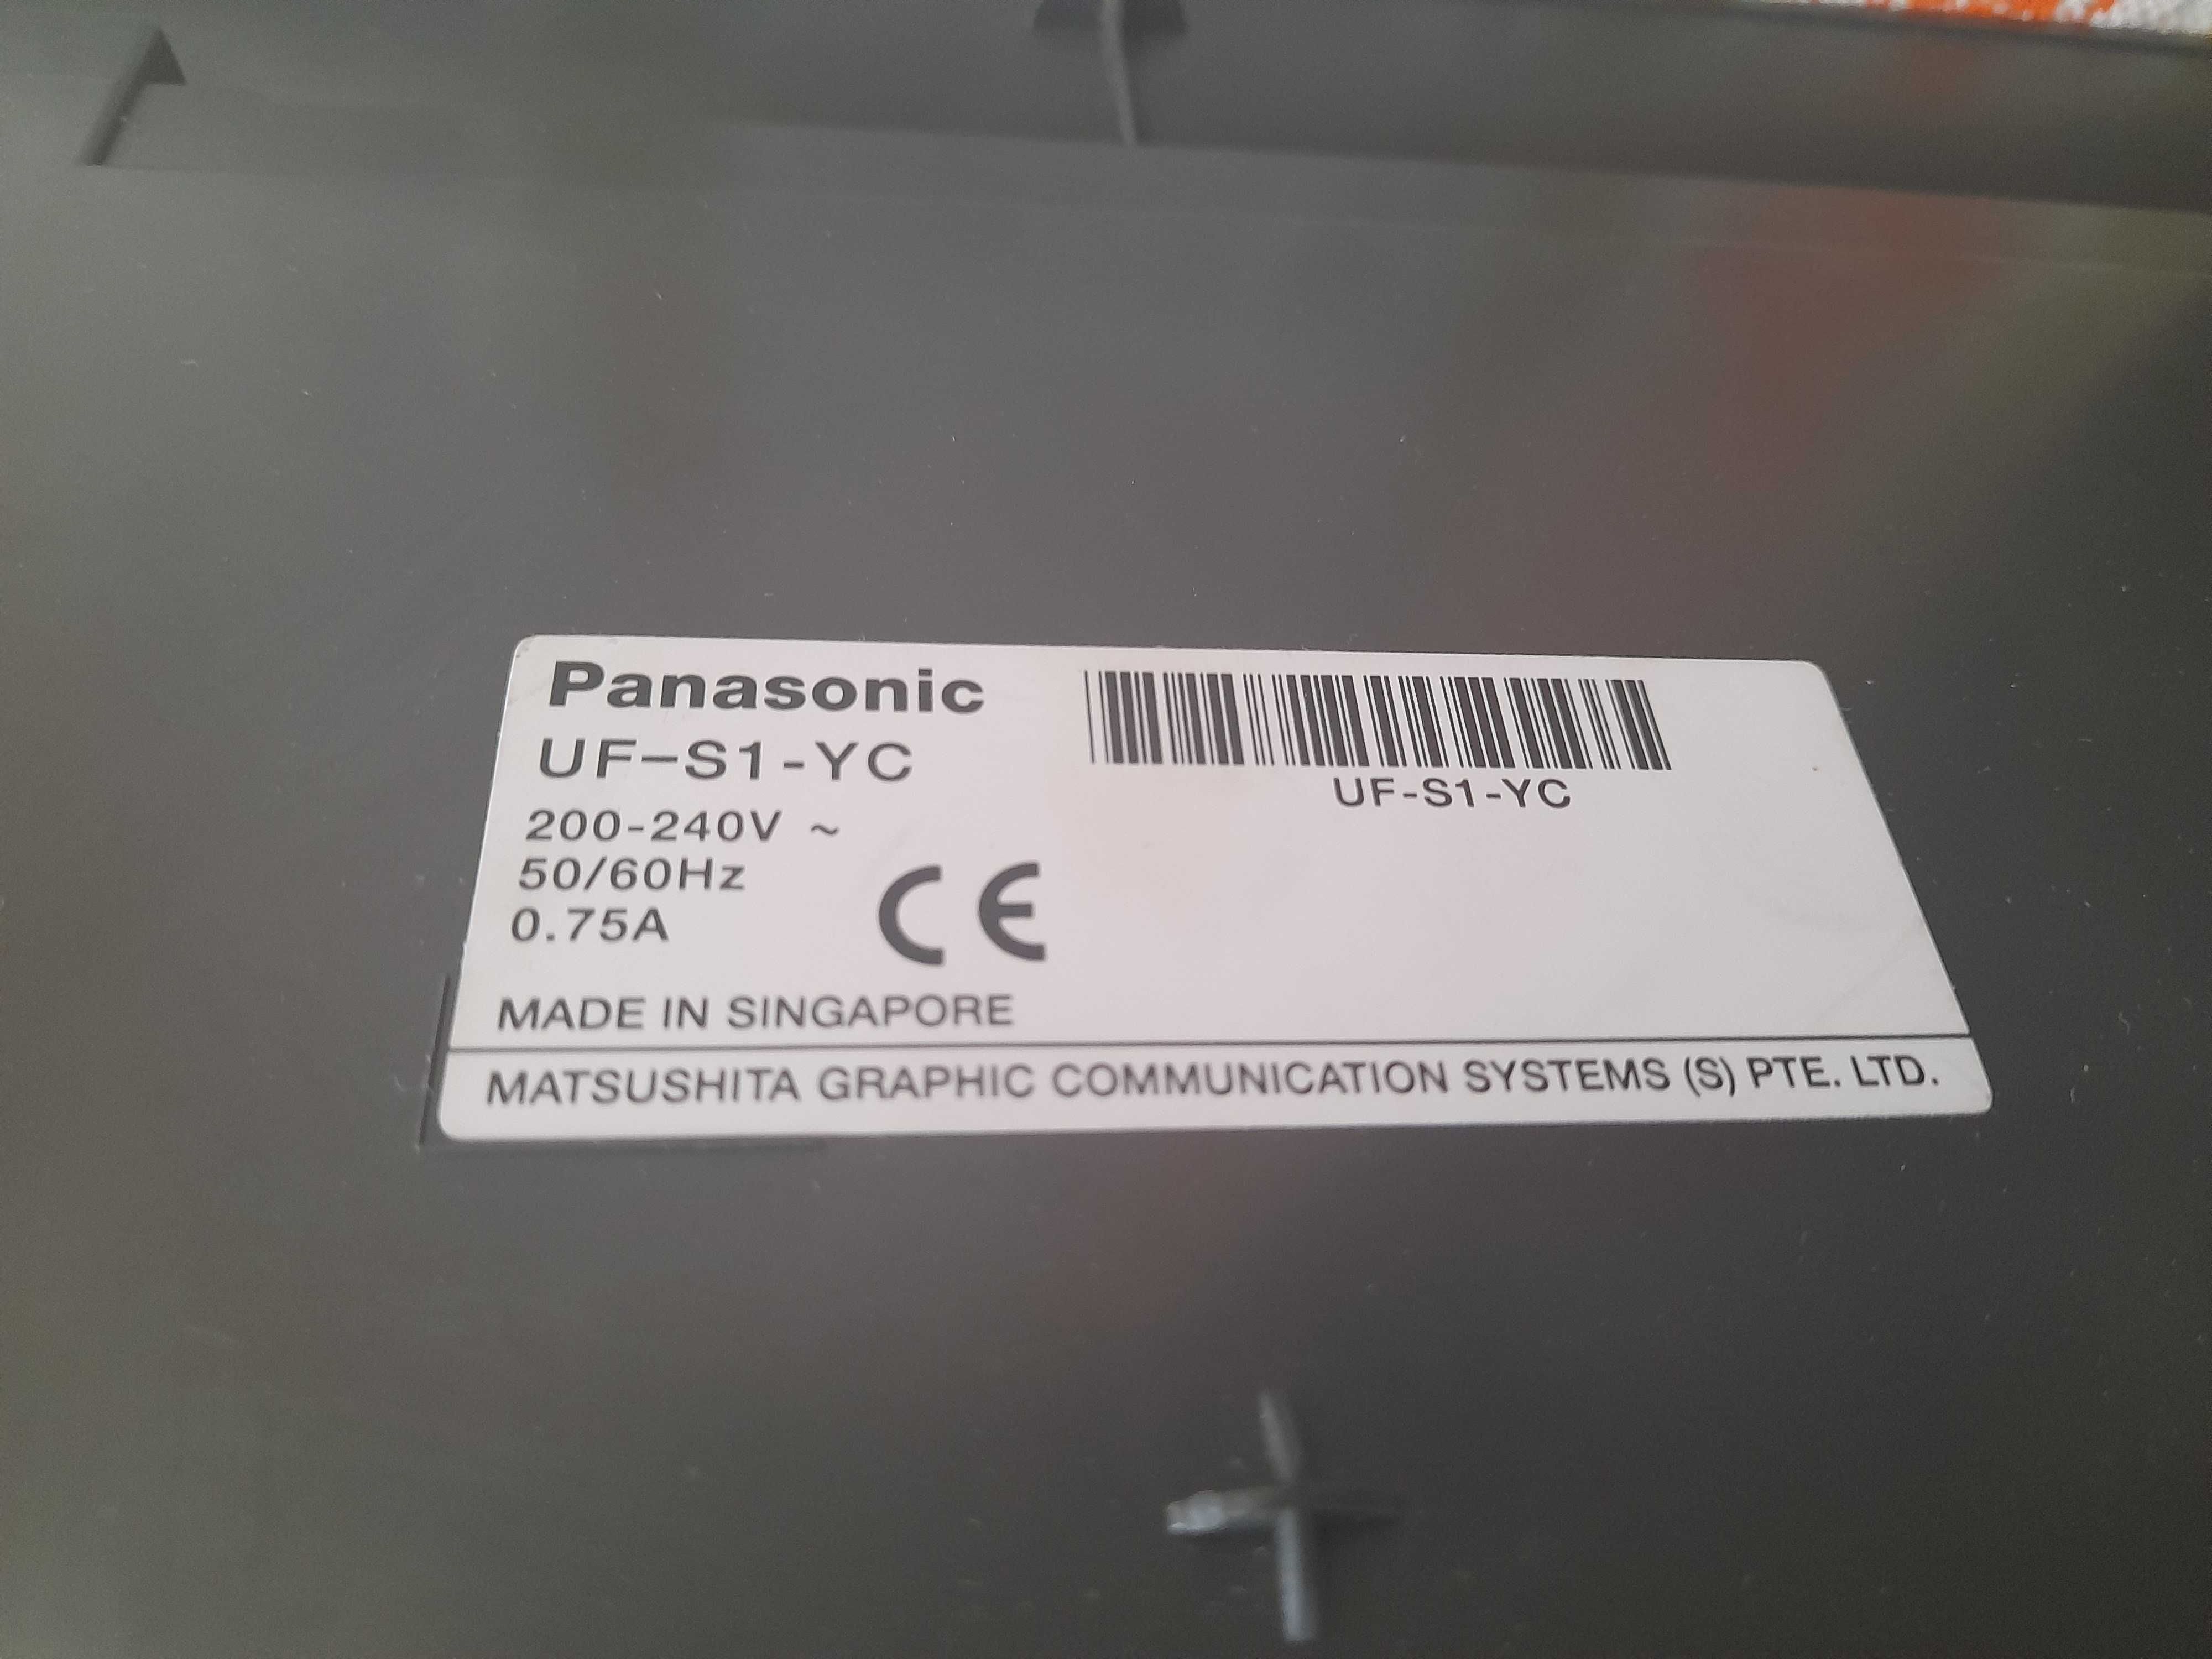 Panasonic
UF-S1-YC
200-240V ~
50/60Hz
0.75A
CE
UF-S1-YC
MADE IN SINGAPORE
MATSUSHITA GRAPHIC COMMUNICATION SYSTEMS (S) PTE. LTD.